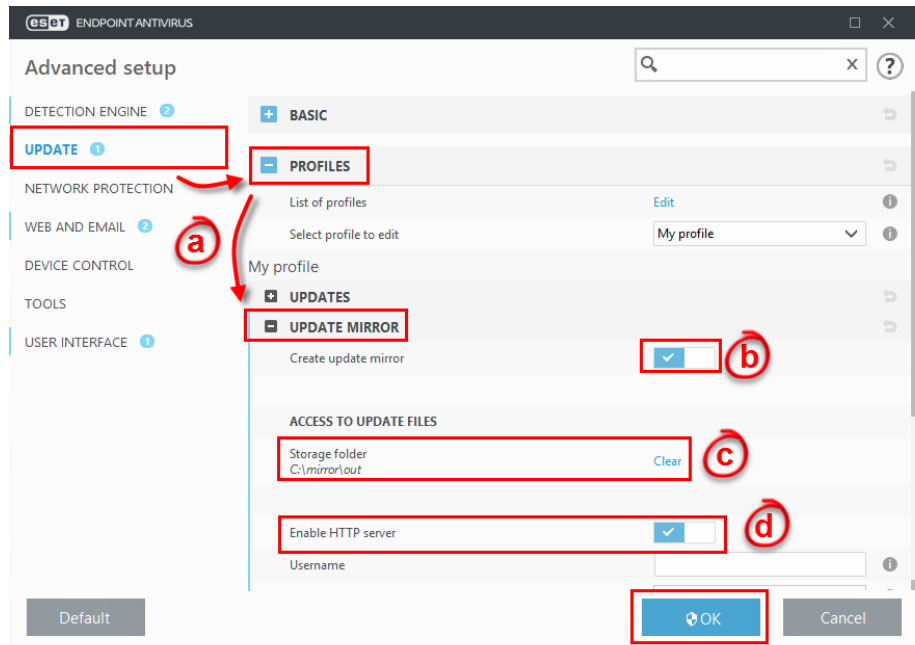 eset ENDPOINT ANTIVIRUS
Advanced setup
x
?
DETECTION ENGINE 2
UPDATE 1
NETWORK PROTECTION
WEB AND EMAIL 2
DEVICE CONTROL
TOOLS
USER INTERFACE 1
a
BASIC
PROFILES
List of profiles Edit
Select profile to edit My profile
My profile
UPDATES
UPDATE MIRROR
Create update mirror
b
ACCESS TO UPDATE FILES
Storage folder
C:\mirror\out
Clear
c
Enable HTTP server
d
Username
Default
OK
Cancel